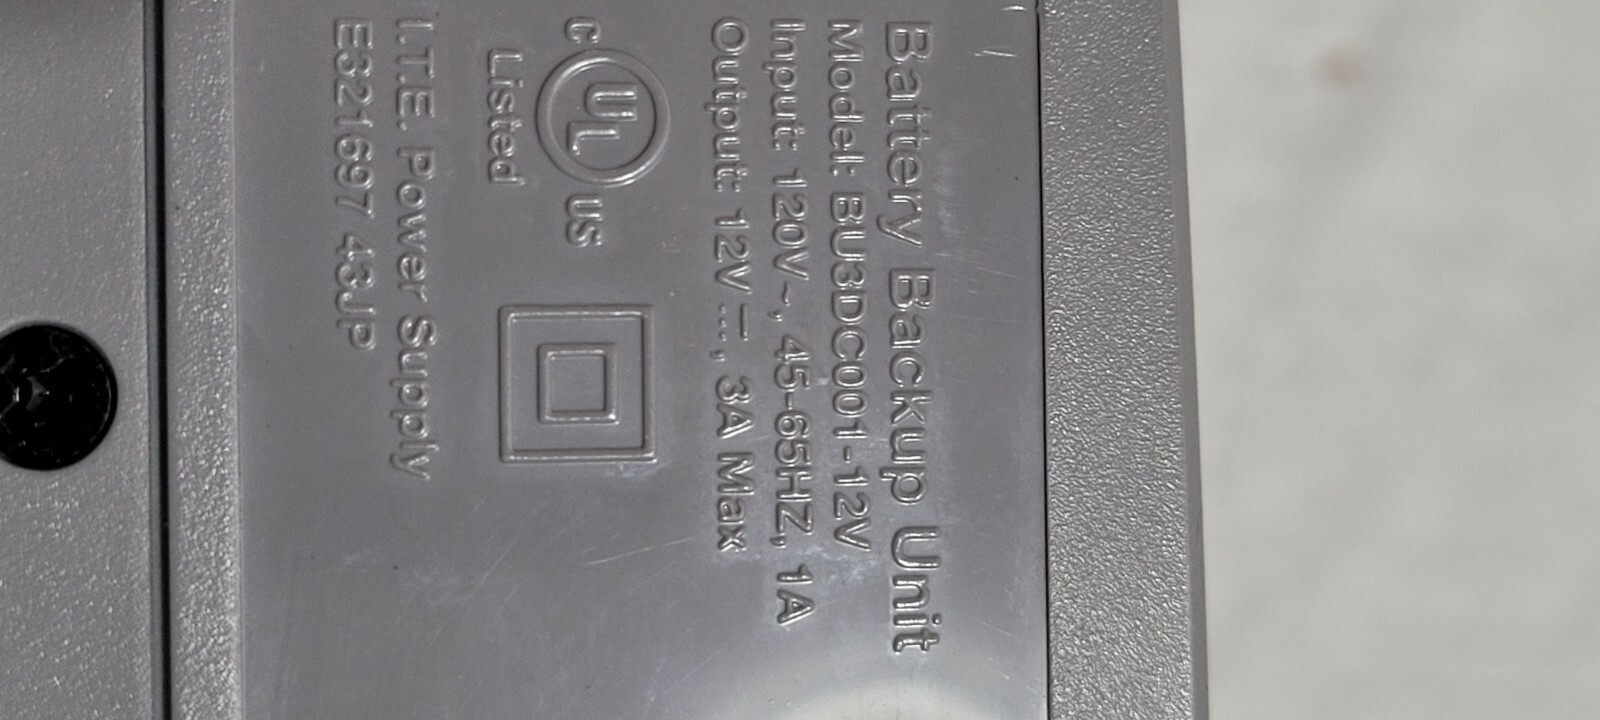 Battery Backup Unit
Model: BU3DC001-12V
Input: 120V~, 45-65HZ, 1A
Output: 12V⎓, 3A Max
c UL us
Listed
I.T.E. Power Supply
E321697 43JP